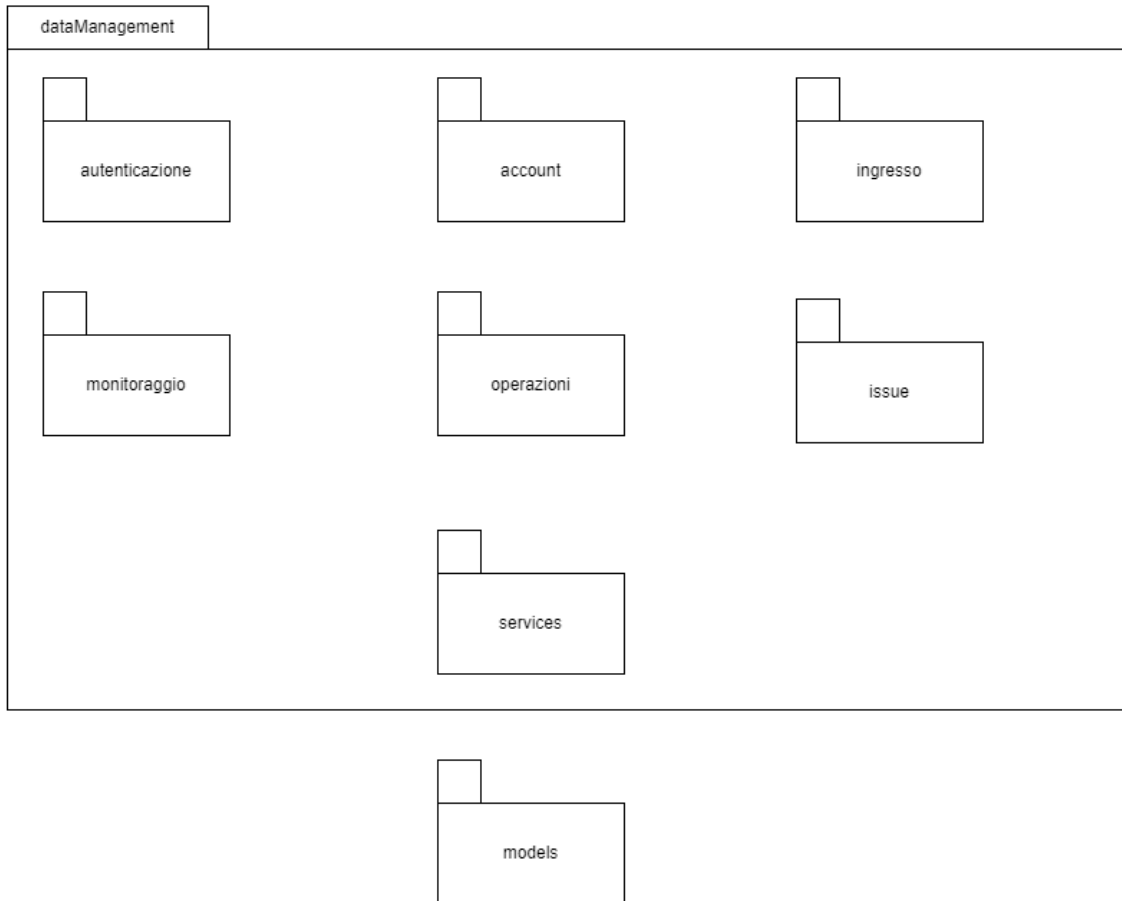 dataManagement
autenticazione
account
ingresso
monitoraggio
operazioni
issue
services
models